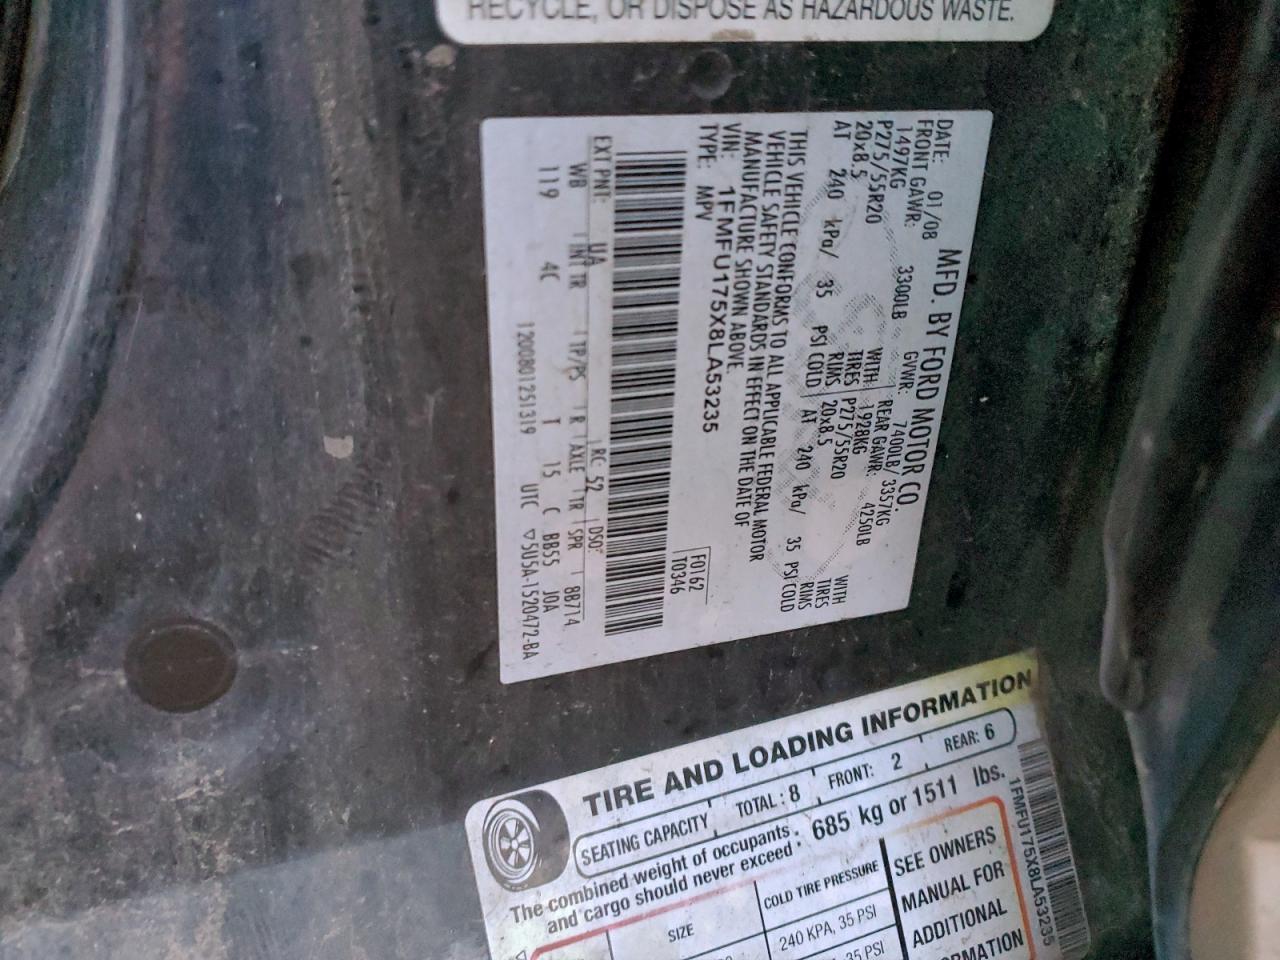 RECYCLE, OR DISPOSE AS HAZARDOUS WASTE.
MFD. BY FORD MOTOR CO.
DATE: 01/08 GVWR: 7400LB/ 3357KG
FRONT GAWR: 3300LB REAR GAWR: 4250LB
1497KG WITH 1928KG WITH
P275/55R20 TIRES P275/55R20 TIRES
20x8.5 RIMS 20x8.5 RIMS
AT 240 kPa/ 35 PSI COLD AT 240 kPa/ 35 PSI COLD
THIS VEHICLE CONFORMS TO ALL APPLICABLE FEDERAL MOTOR
VEHICLE SAFETY STANDARDS IN EFFECT ON THE DATE OF
MANUFACTURE SHOWN ABOVE.
VIN: 1FMFU175X8LA53235 F0162
TYPE: MPV T0346
EXT PNT: UA RC: 52 DSO:
WB INT TR TP/PS R AXLE TR SPR 8B714
119 4C T 15 C BB55 J0A
1200801251319 UTC ▽5U5A-1520472-BA
TIRE AND LOADING INFORMATION
SEATING CAPACITY TOTAL: 8 FRONT: 2 REAR: 6
The combined weight of occupants
and cargo should never exceed: 685 kg or 1511 lbs.
SIZE COLD TIRE PRESSURE SEE OWNERS
240 KPA, 35 PSI MANUAL FOR
35 PSI ADDITIONAL
1FMFU175X8LA53235